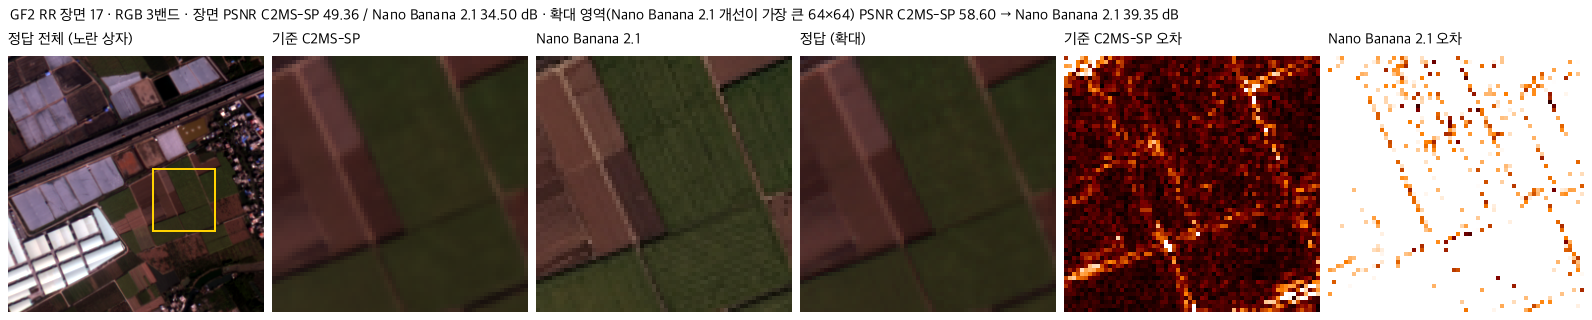 GF2 RR 장면 17 · RGB 3밴드 · 장면 PSNR C2MS-SP 49.36 / Nano Banana 2.1 34.50 dB · 확대 영역(Nano Banana 2.1 개선이 가장 큰 64×64) PSNR C2MS-SP 58.60 → Nano Banana 2.1 39.35 dB
정답 전체 (노란 상자)
기준 C2MS-SP
Nano Banana 2.1
정답 (확대)
기준 C2MS-SP 오차
Nano Banana 2.1 오차